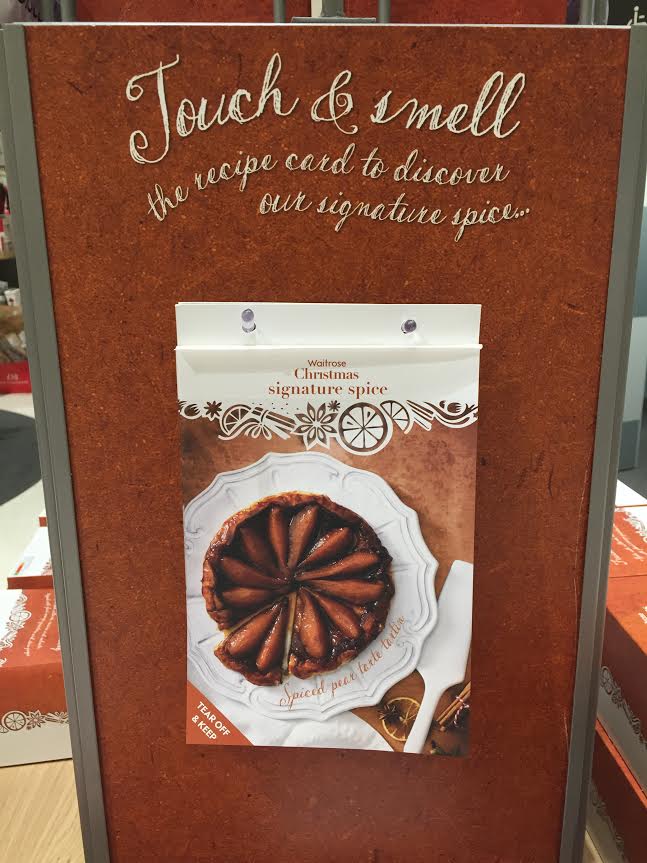 Touch & smell
the recipe card to discover
our signature spice...
Waitrose
Christmas
signature spice
Spiced pear tarte tatin
TEAR OFF
& KEEP